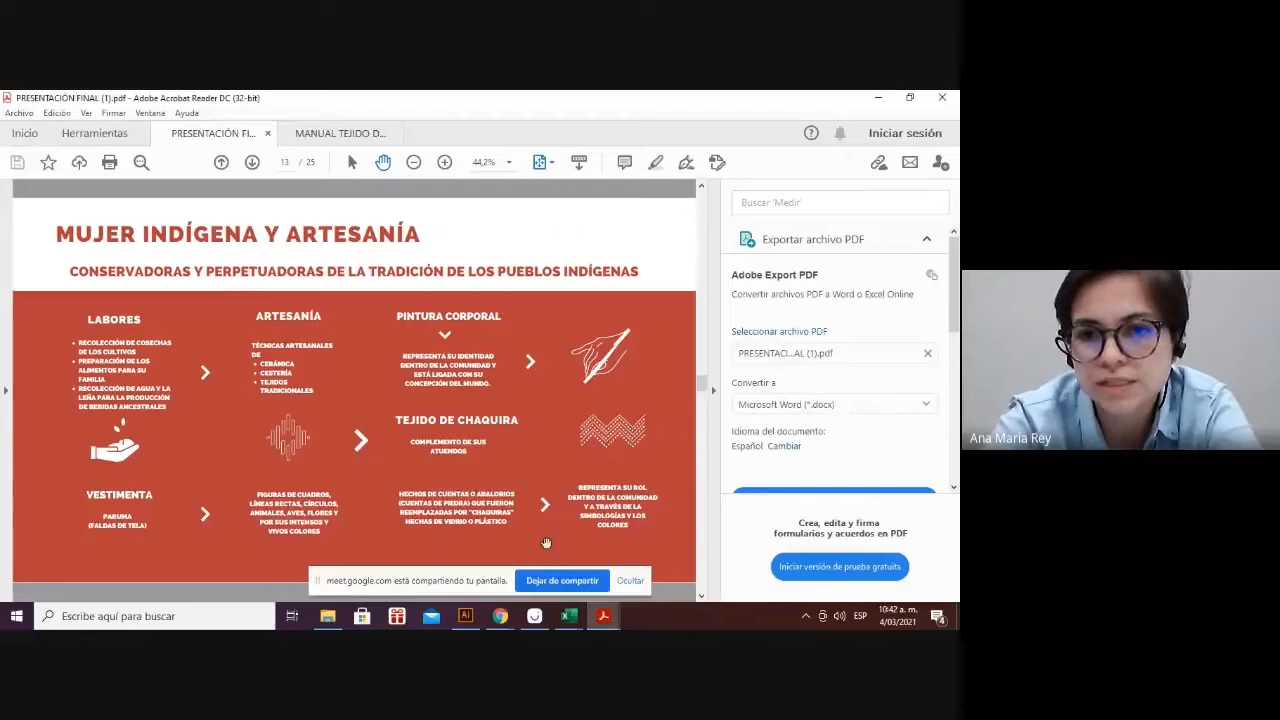 PRESENTACIÓN FINAL (1).pdf - Adobe Acrobat Reader DC (32-bit)
Archivo Edición Ver Firmar Ventana Ayuda
Inicio Herramientas PRESENTACIÓN FI... MANUAL TEJIDO D... Iniciar sesión
13 / 25 44,2%
MUJER INDÍGENA Y ARTESANÍA
CONSERVADORAS Y PERPETUADORAS DE LA TRADICIÓN DE LOS PUEBLOS INDÍGENAS
LABORES
• RECOLECCIÓN DE COSECHAS
DE LOS CULTIVOS
• PREPARACIÓN DE LOS
ALIMENTOS PARA SU
FAMILIA
• RECOLECCIÓN DE AGUA Y LA
LEÑA PARA LA PRODUCCIÓN
DE BEBIDAS ANCESTRALES
ARTESANÍA
TÉCNICAS ARTESANALES
DE
• CERÁMICA
• CESTERÍA
• TEJIDOS
TRADICIONALES
PINTURA CORPORAL
REPRESENTA SU IDENTIDAD
DENTRO DE LA COMUNIDAD Y
ESTÁ LIGADA CON SU
CONCEPCIÓN DEL MUNDO.
TEJIDO DE CHAQUIRA
COMPLEMENTO DE SUS
ATUENDOS
VESTIMENTA
PARUMA
(FALDAS DE TELA)
FIGURAS DE CUADROS,
LÍNEAS RECTAS, CÍRCULOS,
ANIMALES, AVES, FLORES Y
POR SUS INTENSOS Y
VIVOS COLORES
HECHOS DE CUENTAS O ABALORIOS
(CUENTAS DE PIEDRA) QUE FUERON
REEMPLAZADAS POR "CHAQUIRAS"
HECHAS DE VIDRIO O PLÁSTICO
REPRESENTA SU ROL
DENTRO DE LA COMUNIDAD
Y A TRAVÉS DE LA
SIMBOLOGÍAS Y LOS
COLORES
Buscar 'Medir'
Exportar archivo PDF
Adobe Export PDF
Convertir archivos PDF a Word o Excel Online
Seleccionar archivo PDF
PRESENTACI...AL (1).pdf
Convertir a
Microsoft Word (*.docx)
Idioma del documento:
Español Cambiar
Crea, edita y firma
formularios y acuerdos en PDF
Iniciar versión de prueba gratuita
meet.google.com está compartiendo tu pantalla. Dejar de compartir Ocultar
Escribe aquí para buscar
Ai
ESP
10:42 a. m.
4/03/2021
4
Ana Maria Rey